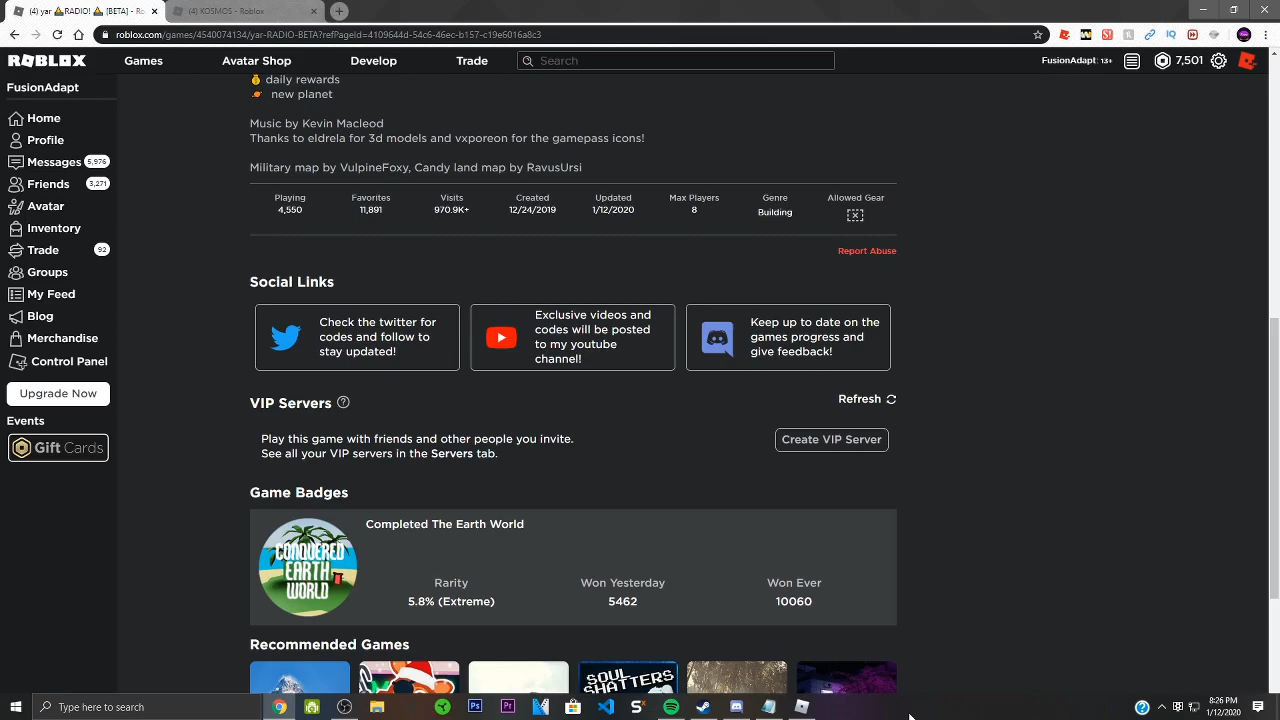 (4) yar 🔺RADIO! 🔺 [BETA] - Ro
(4) KOSMOS - Roblox
roblox.com/games/4540074134/yar-RADIO-BETA?refPageId=4109644d-54c6-46ec-b157-c19e6016a8c3
ROBLOX
Games
Avatar Shop
Develop
Trade
Search
FusionAdapt: 13+
7,501
FusionAdapt
Home
Profile
Messages 5,976
Friends 3,271
Avatar
Inventory
Trade 92
Groups
My Feed
Blog
Merchandise
Control Panel
Upgrade Now
Events
Gift Cards
daily rewards
new planet
Music by Kevin Macleod
Thanks to eldrela for 3d models and vxporeon for the gamepass icons!
Military map by VulpineFoxy, Candy land map by RavusUrsi
Playing Favorites Visits Created Updated Max Players Genre Allowed Gear
4,550 11,891 970.9K+ 12/24/2019 1/12/2020 8 Building
Report Abuse
Social Links
Check the twitter for
codes and follow to
stay updated!
Exclusive videos and
codes will be posted
to my youtube
channel!
Keep up to date on the
games progress and
give feedback!
VIP Servers
Refresh
Play this game with friends and other people you invite.
See all your VIP servers in the Servers tab.
Create VIP Server
Game Badges
CONQUERED
EARTH
WORLD
Completed The Earth World
Rarity Won Yesterday Won Ever
5.8% (Extreme) 5462 10060
Recommended Games
SOUL
SHATTERS
Type here to search
Ps
Pr
8:26 PM
1/12/2020